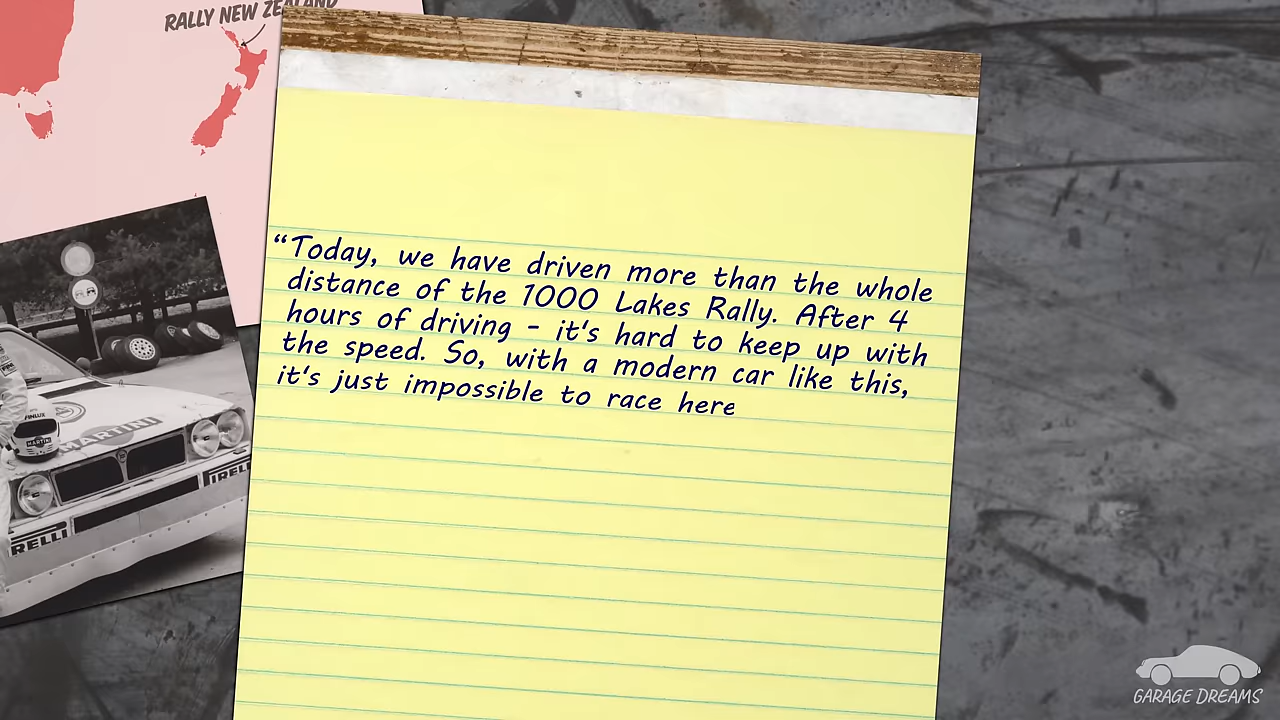 RALLY NEW ZEALAND
“Today, we have driven more than the whole
distance of the 1000 Lakes Rally. After 4
hours of driving - it's hard to keep up with
the speed. So, with a modern car like this,
it's just impossible to race here
MARTINI
MARTINI
PIRELLI
PIRELLI
GARAGE DREAMS